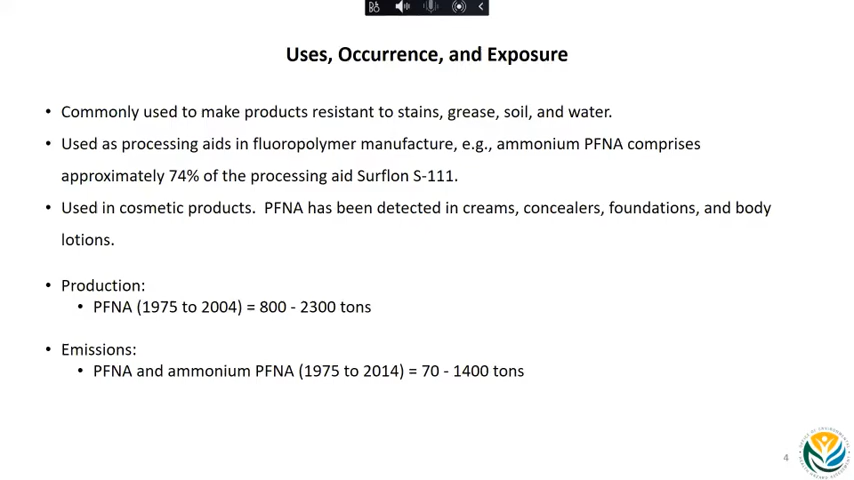 Uses, Occurrence, and Exposure
• Commonly used to make products resistant to stains, grease, soil, and water.
• Used as processing aids in fluoropolymer manufacture, e.g., ammonium PFNA comprises
approximately 74% of the processing aid Surflon S-111.
• Used in cosmetic products.  PFNA has been detected in creams, concealers, foundations, and body
lotions.
• Production:
• PFNA (1975 to 2004) = 800 - 2300 tons
• Emissions:
• PFNA and ammonium PFNA (1975 to 2014) = 70 - 1400 tons
4